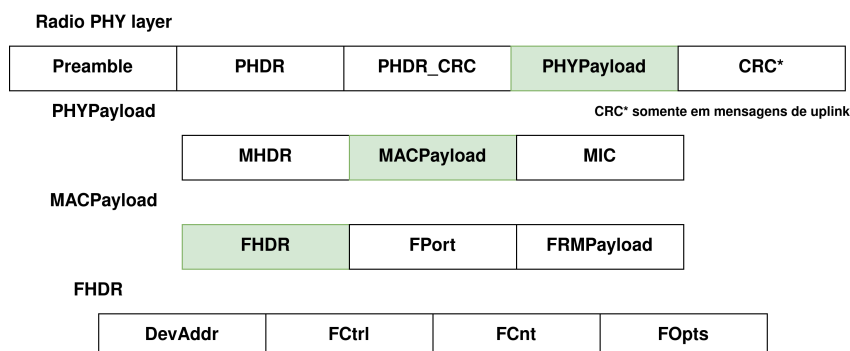 Radio PHY layer
Preamble PHDR PHDR_CRC PHYPayload CRC*
PHYPayload CRC* somente em mensagens de uplink
MHDR MACPayload MIC
MACPayload
FHDR FPort FRMPayload
FHDR
DevAddr FCtrl FCnt FOpts